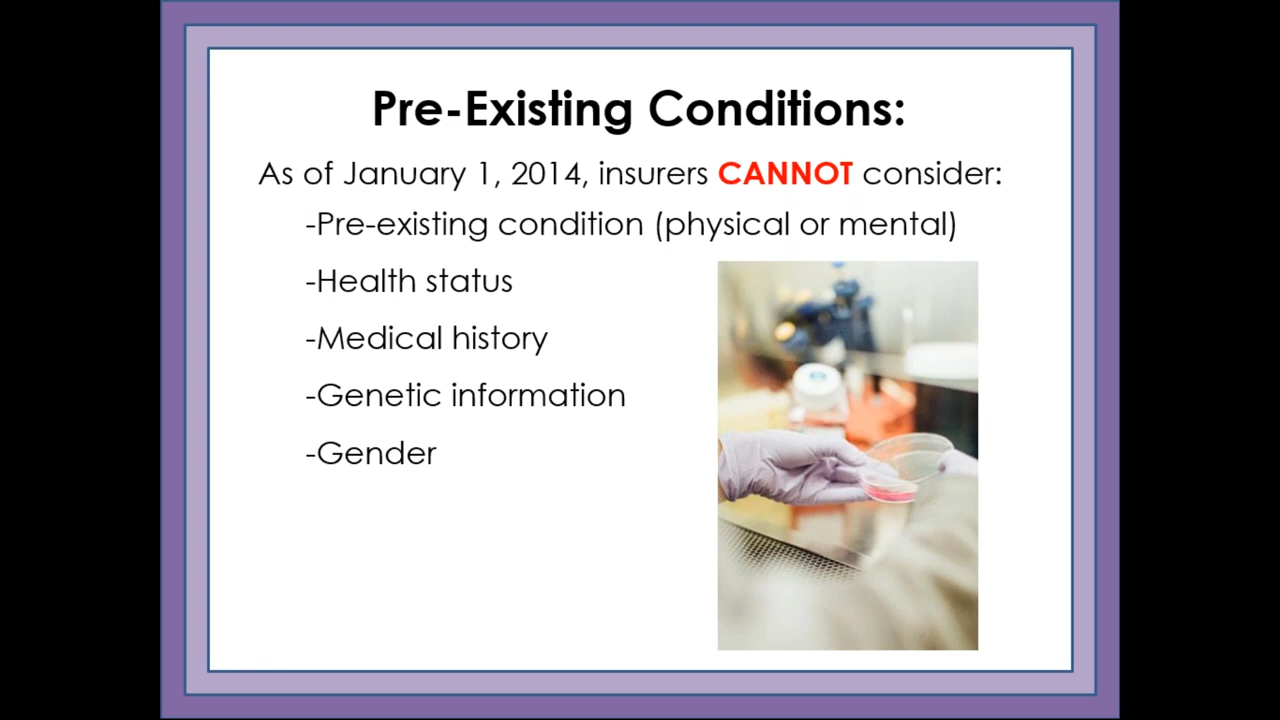 Pre-Existing Conditions:
As of January 1, 2014, insurers CANNOT consider:
-Pre-existing condition (physical or mental)
-Health status
-Medical history
-Genetic information
-Gender